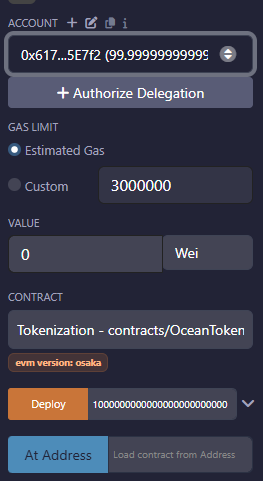 ACCOUNT
0x617...5E7f2 (99.99999999999
Authorize Delegation
GAS LIMIT
Estimated Gas
Custom 3000000
VALUE
0 Wei
CONTRACT
Tokenization - contracts/OceanToken
evm version: osaka
Deploy
At Address Load contract from Address